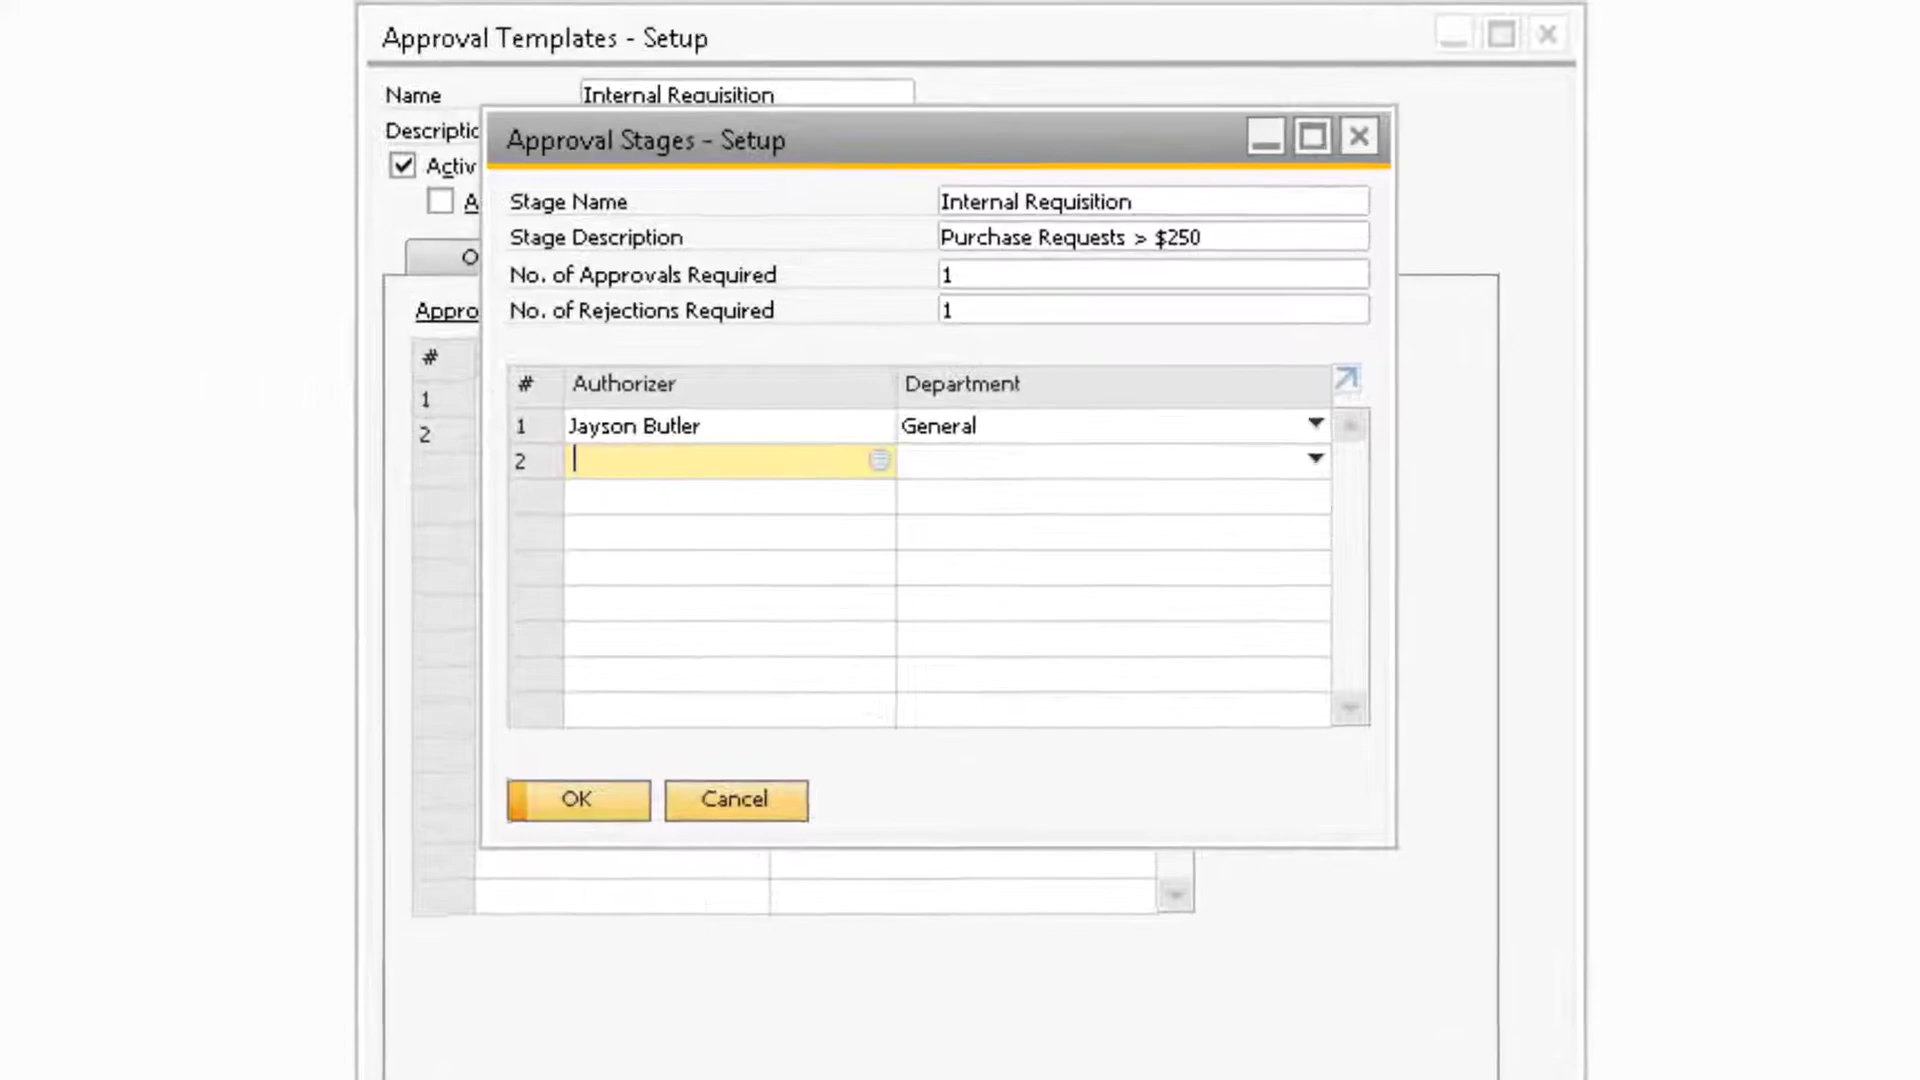 Approval Templates - Setup
Name Internal Requisition
Descriptio
Activ
A
O
Appro
#
1
2
Approval Stages - Setup
Stage Name Internal Requisition
Stage Description Purchase Requests > $250
No. of Approvals Required 1
No. of Rejections Required 1
# Authorizer Department
1 Jayson Butler General
2
OK Cancel